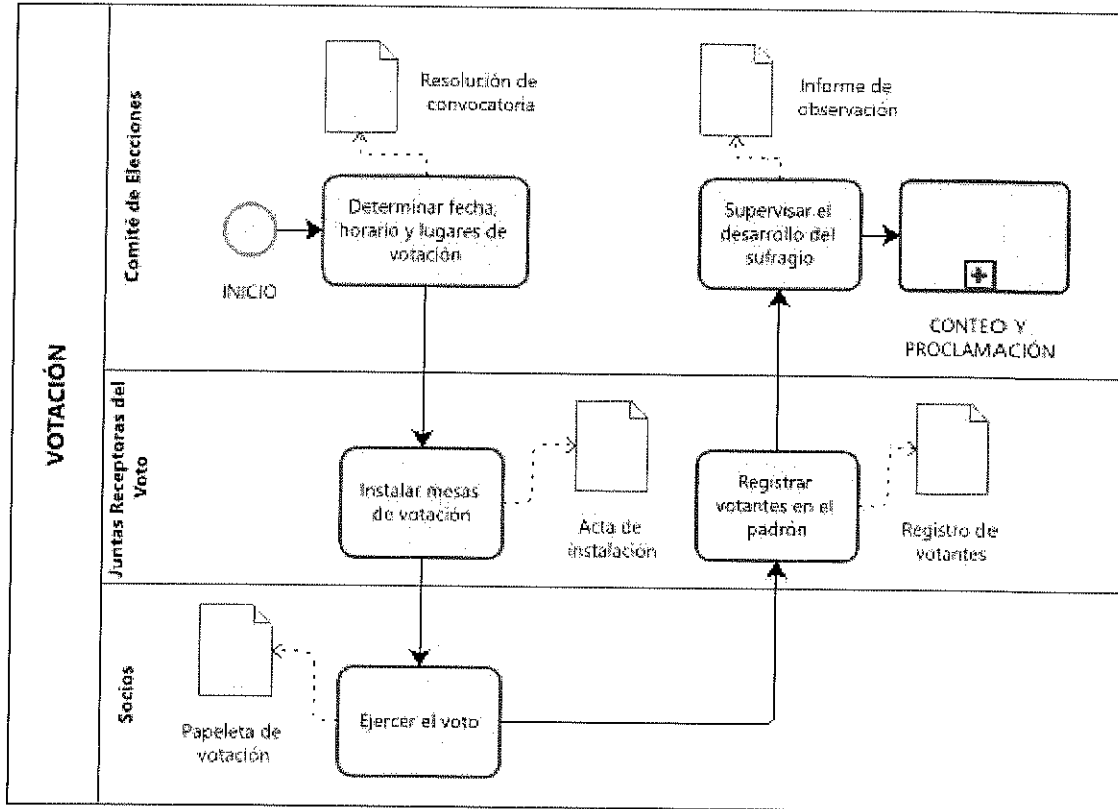 VOTACIÓN
Comité de Elecciones
Resolución de
convocatoria
Informe de
observación
INICIO
Determinar fecha,
horario y lugares de
votación
Supervisar el
desarrollo del
sufragio
CONTEO Y
PROCLAMACIÓN
Juntas Receptoras del
Voto
Instalar mesas
de votación
Acta de
instalación
Registrar
votantes en el
padrón
Registro de
votantes
Socios
Papeleta de
votación
Ejercer el voto